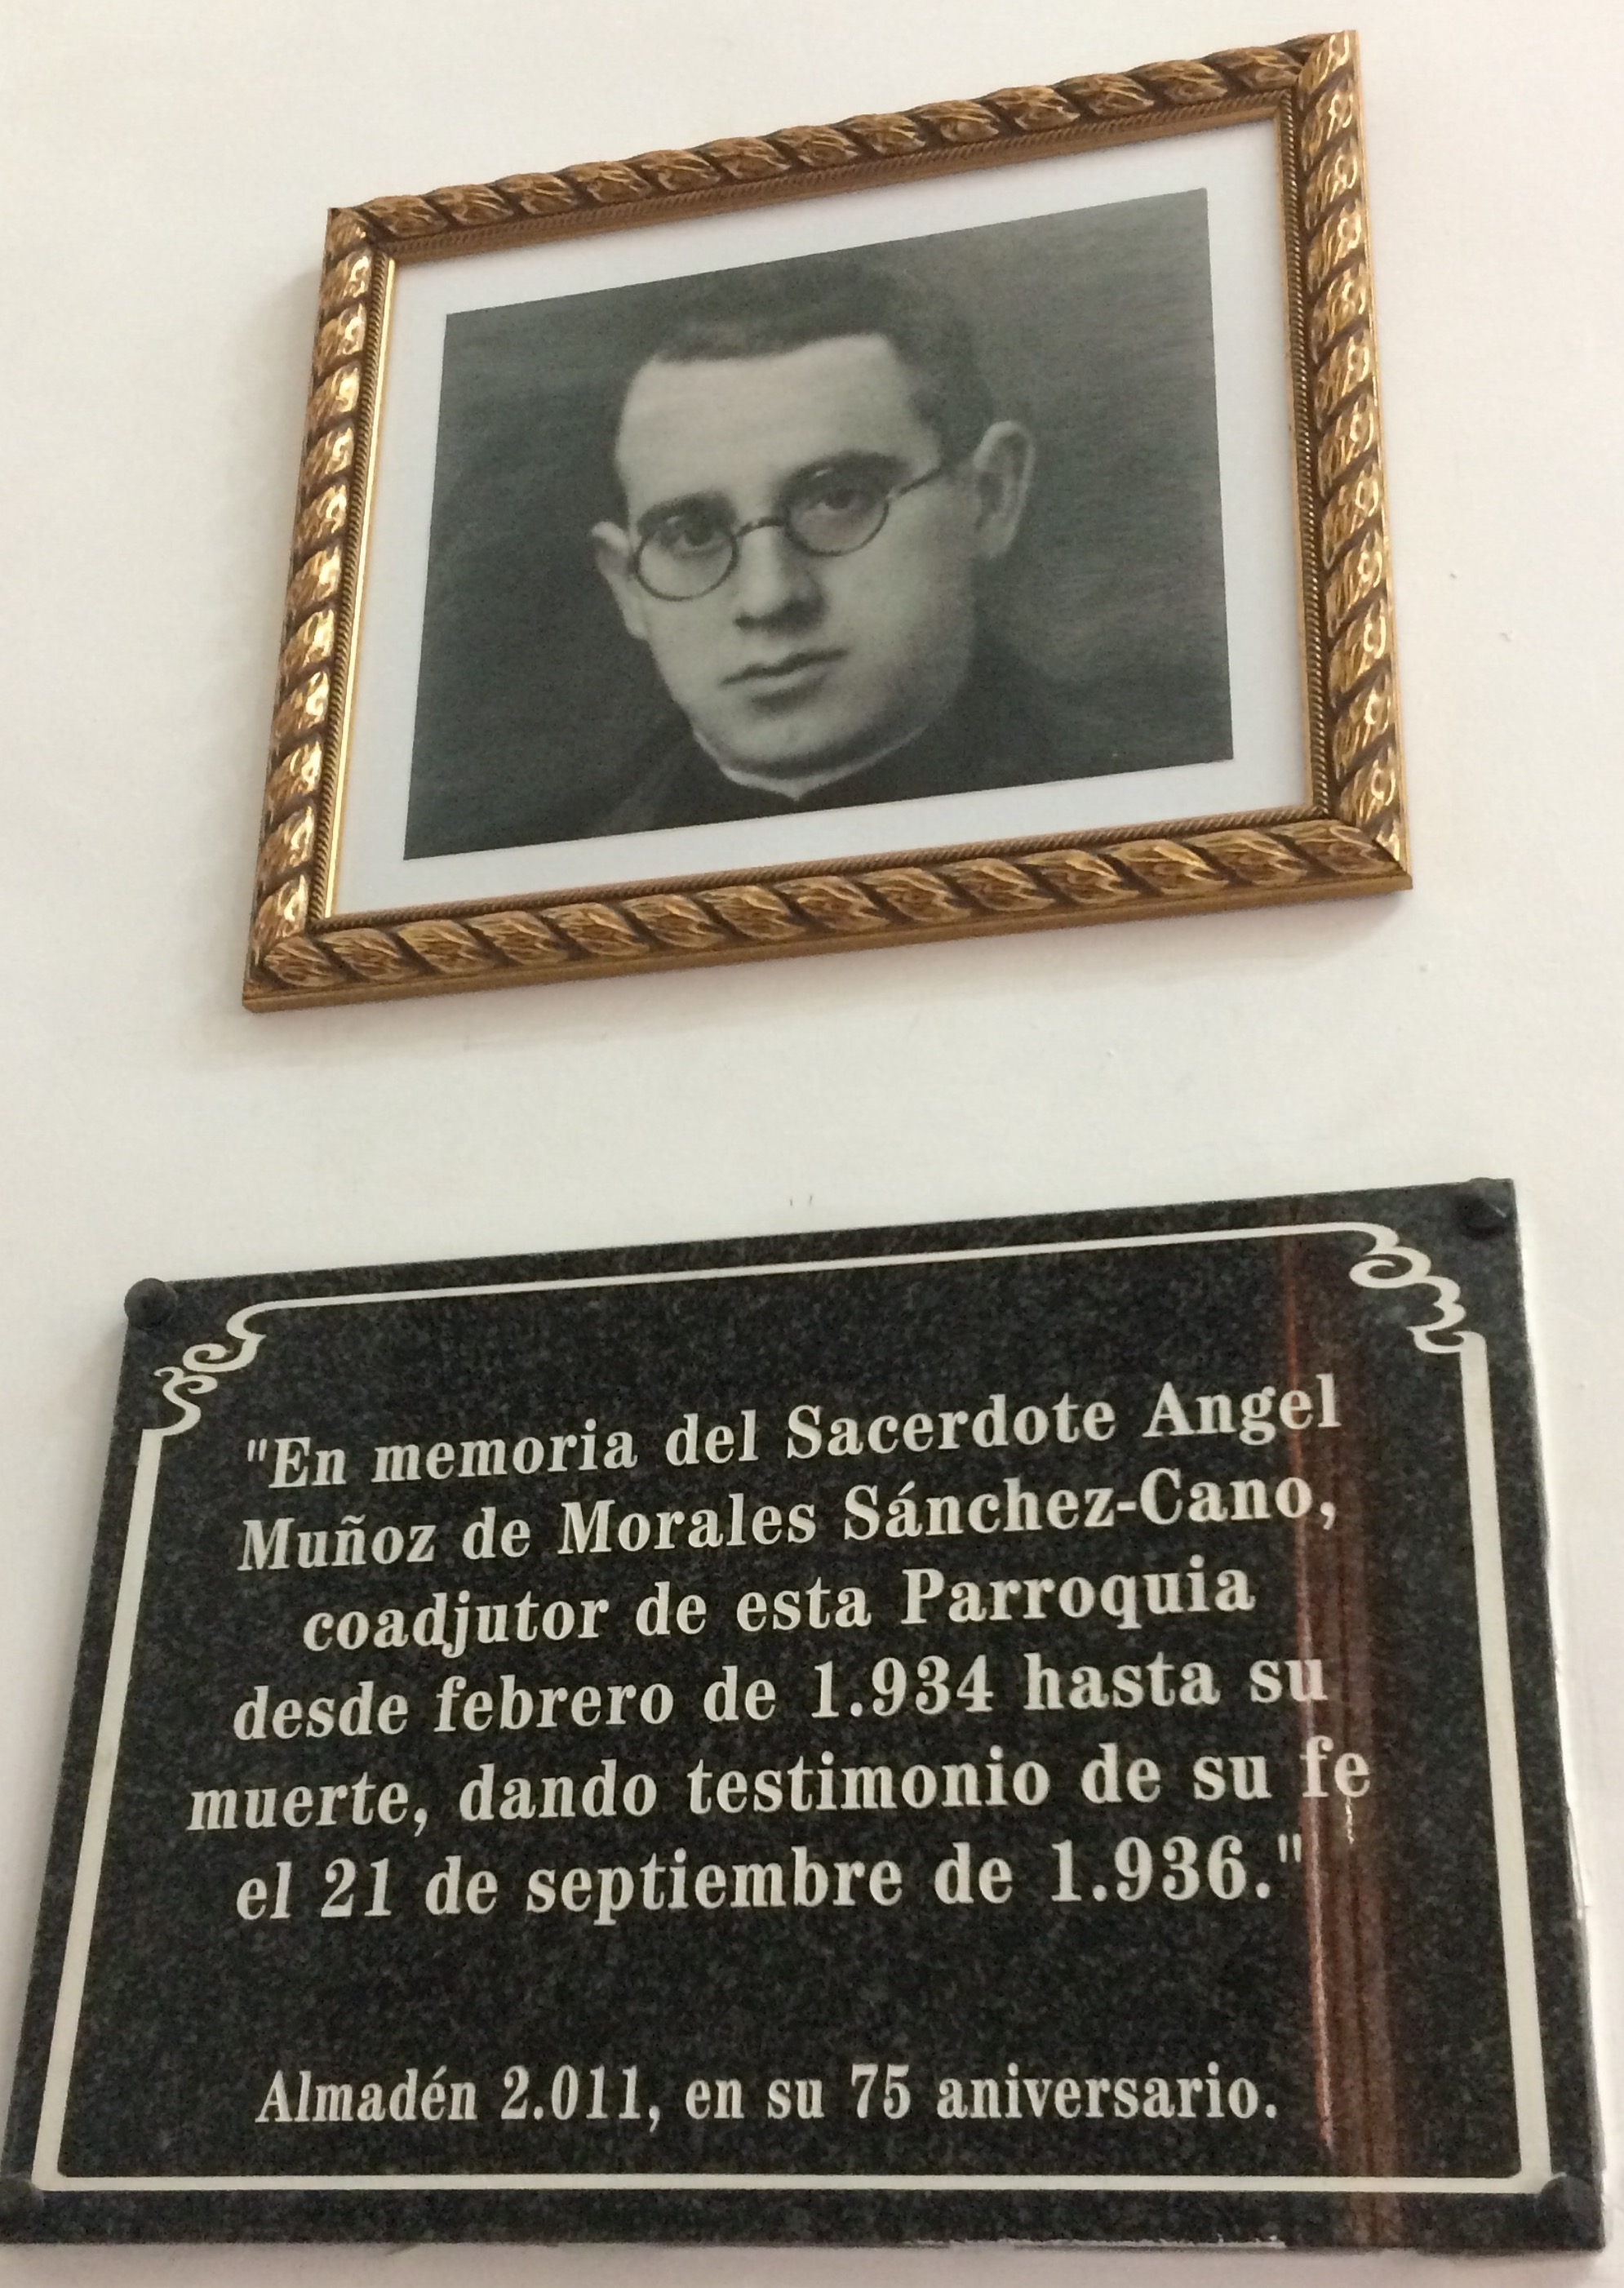 "En memoria del Sacerdote Angel
Muñoz de Morales Sánchez-Cano,
coadjutor de esta Parroquia
desde febrero de 1.934 hasta su
muerte, dando testimonio de su fe
el 21 de septiembre de 1.936."
Almadén 2.011, en su 75 aniversario.